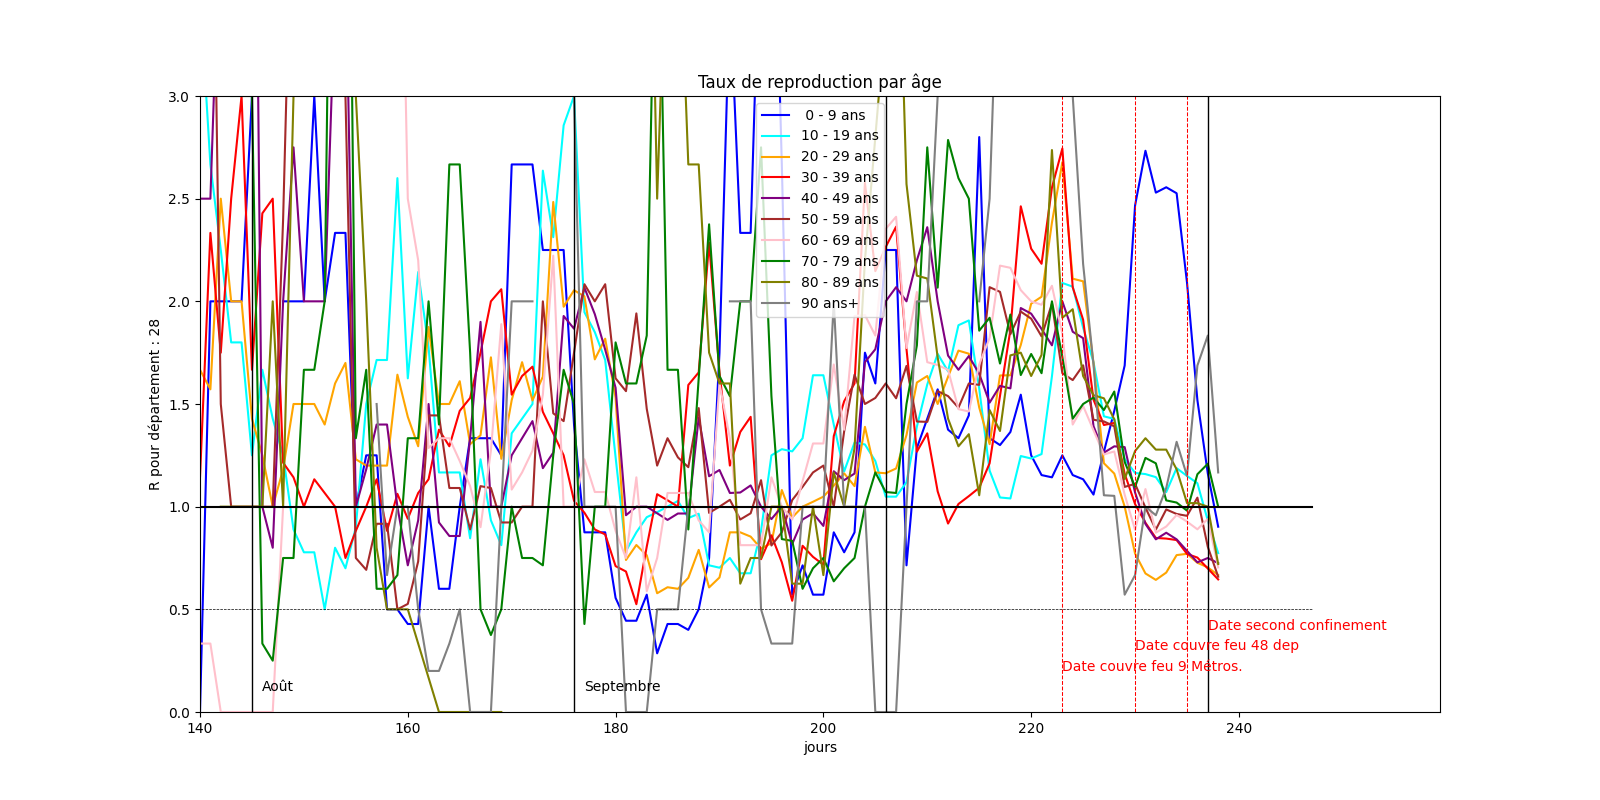 Taux de reproduction par âge
3.0
2.5
2.0
1.5
1.0
0.5
0.0
R pour département : 28
0 - 9 ans
10 - 19 ans
20 - 29 ans
30 - 39 ans
40 - 49 ans
50 - 59 ans
60 - 69 ans
70 - 79 ans
80 - 89 ans
90 ans+
Date second confinement
Date couvre feu 48 dep
Date couvre feu 9 Métros.
Août
Septembre
140
160
180
200
220
240
jours